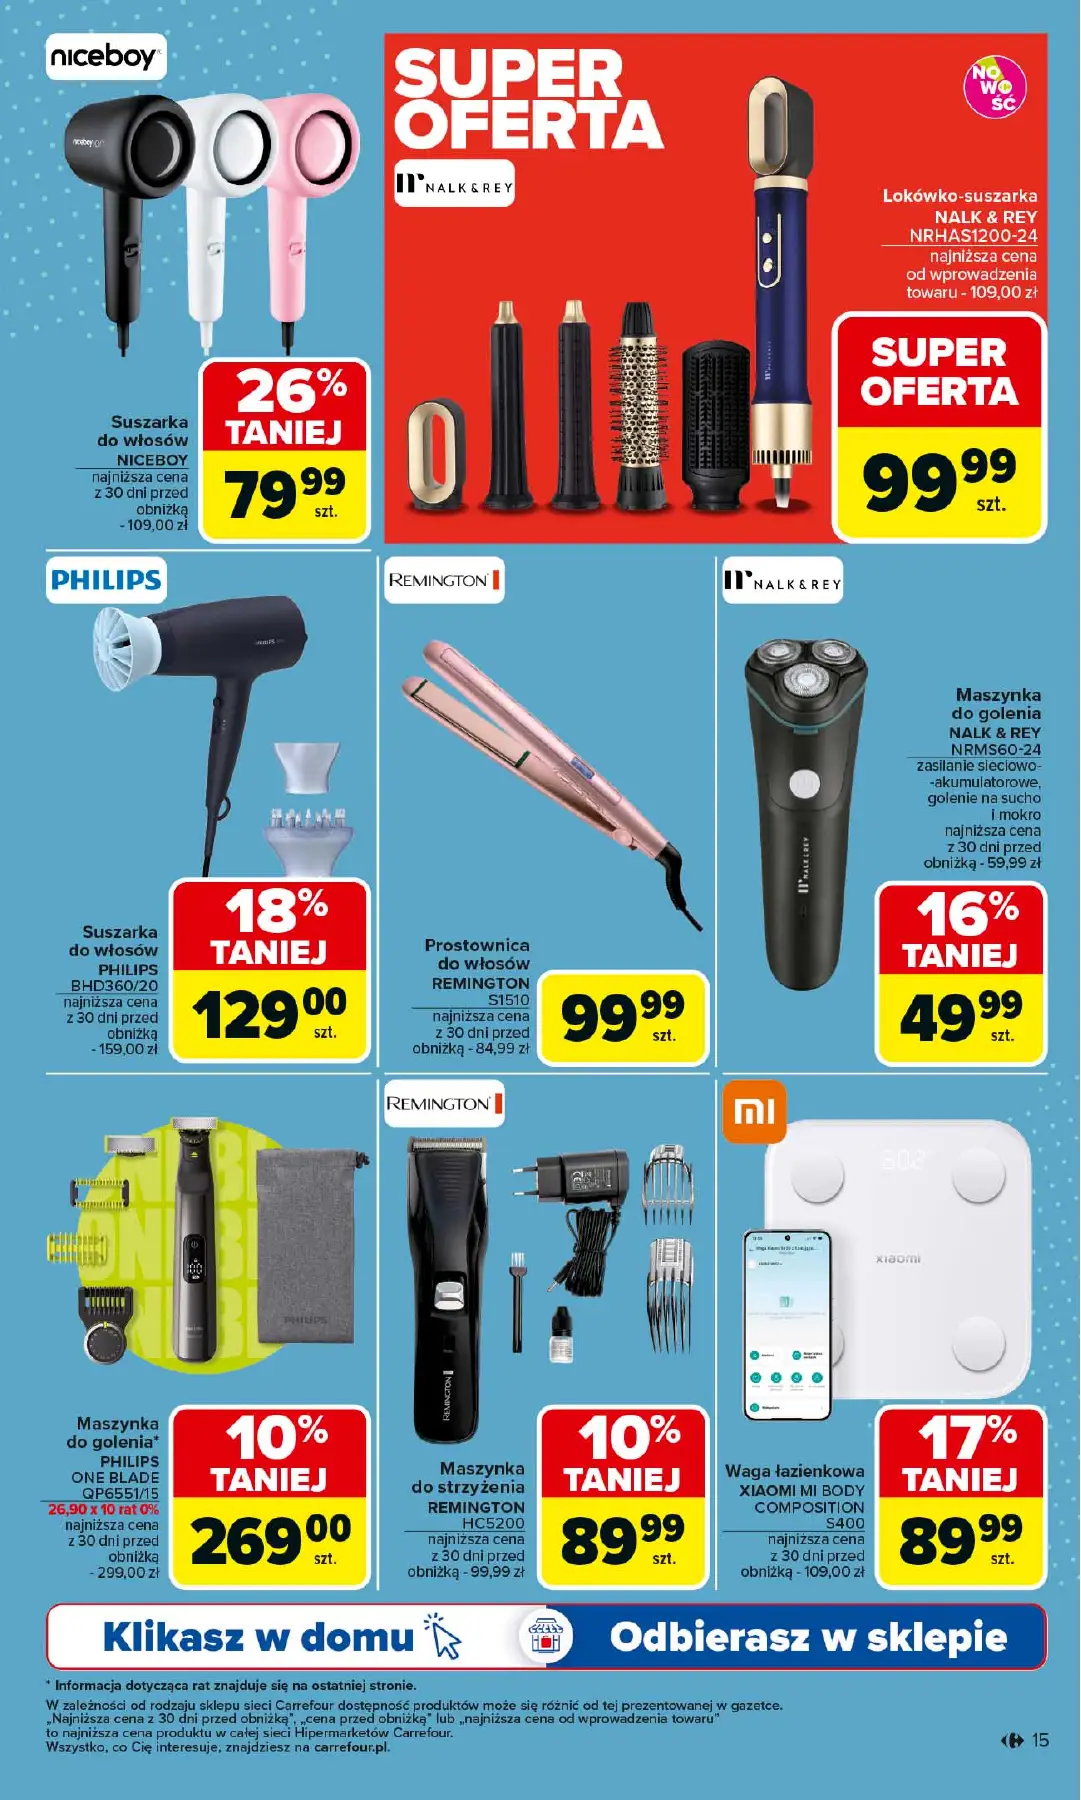 niceboy
SUPER
OFERTA
NALK&REY
NO
WO
ŚĆ
Lokówko-suszarka
NALK & REY
NRHAS1200-24
najniższa cena
od wprowadzenia
towaru - 109,00 zł
SUPER
OFERTA
99 99
szt.
niceboy ION
NALK&REY
26%
TANIEJ
79 99
szt.
Suszarka
do włosów
NICEBOY
najniższa cena
z 30 dni przed
obniżką
- 109,00 zł
PHILIPS
PHILIPS
18%
TANIEJ
129 00
szt.
Suszarka
do włosów
PHILIPS
BHD360/20
najniższa cena
z 30 dni przed
obniżką
- 159,00 zł
REMINGTON
Prostownica
do włosów
REMINGTON
S1510
najniższa cena
z 30 dni przed
obniżką - 84,99 zł
99 99
szt.
NALK&REY
NALK&REY
Maszynka
do golenia
NALK & REY
NRMS60-24
zasilanie sieciowo-
-akumulatorowe,
golenie na sucho
i mokro
najniższa cena
z 30 dni przed
obniżką - 59,99 zł
16%
TANIEJ
49 99
szt.
PHILIPS
Maszynka
do golenia*
PHILIPS
ONE BLADE
QP6551/15
26,90 x 10 rat 0%
najniższa cena
z 30 dni przed
obniżką
- 299,00 zł
10%
TANIEJ
269 00
szt.
REMINGTON
REMINGTON
Maszynka
do strzyżenia
REMINGTON
HC5200
najniższa cena
z 30 dni przed
obniżką - 99,99 zł
10%
TANIEJ
89 99
szt.
mi
xiaomi
Waga łazienkowa
XIAOMI MI BODY
COMPOSITION
S400
najniższa cena
z 30 dni przed
obniżką - 109,00 zł
17%
TANIEJ
89 99
szt.
Klikasz w domu
Odbierasz w sklepie
* Informacja dotycząca rat znajduje się na ostatniej stronie.
W zależności od rodzaju sklepu sieci Carrefour dostępność produktów może się różnić od tej prezentowanej w gazetce.
„Najniższa cena z 30 dni przed obniżką", „cena przed obniżką" lub „najniższa cena od wprowadzenia towaru"
to najniższa cena produktu w całej sieci Hipermarketów Carrefour.
Wszystko, co Cię interesuje, znajdziesz na carrefour.pl.
15